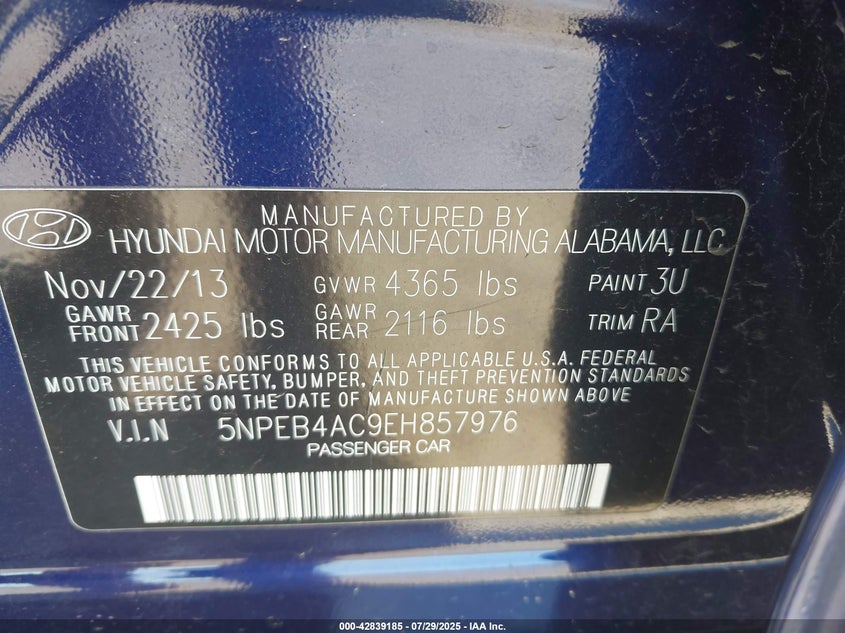 MANUFACTURED BY
HYUNDAI MOTOR MANUFACTURING ALABAMA, LLC
Nov/22/13 GVWR 4365 lbs PAINT 3U
GAWR FRONT 2425 lbs GAWR REAR 2116 lbs TRIM RA
THIS VEHICLE CONFORMS TO ALL APPLICABLE U.S.A. FEDERAL
MOTOR VEHICLE SAFETY, BUMPER, AND THEFT PREVENTION STANDARDS
IN EFFECT ON THE DATE OF MANUFACTURE SHOWN ABOVE
V.I.N 5NPEB4AC9EH857976
PASSENGER CAR
000-42839185 - 07/29/2025 - IAA Inc.